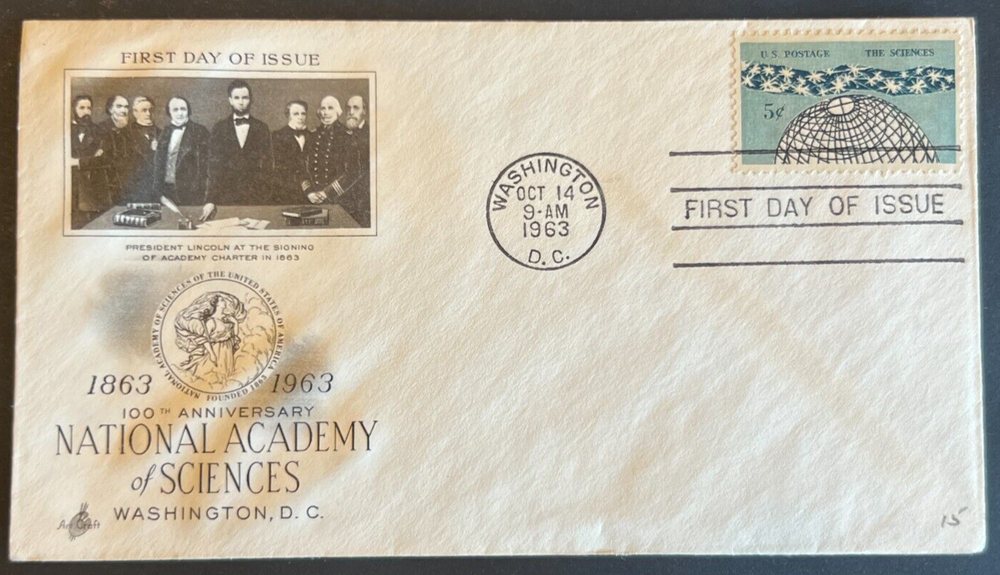 FIRST DAY OF ISSUE
PRESIDENT LINCOLN AT THE SIGNING
OF ACADEMY CHARTER IN 1863
NATIONAL ACADEMY OF SCIENCES OF THE UNITED STATES OF AMERICA
FOUNDED 1863
1863 1963
100TH ANNIVERSARY
NATIONAL ACADEMY
of SCIENCES
WASHINGTON, D. C.
ArtCraft
WASHINGTON
OCT 14
9-AM
1963
D. C.
U.S. POSTAGE THE SCIENCES
5¢
FIRST DAY OF ISSUE
15